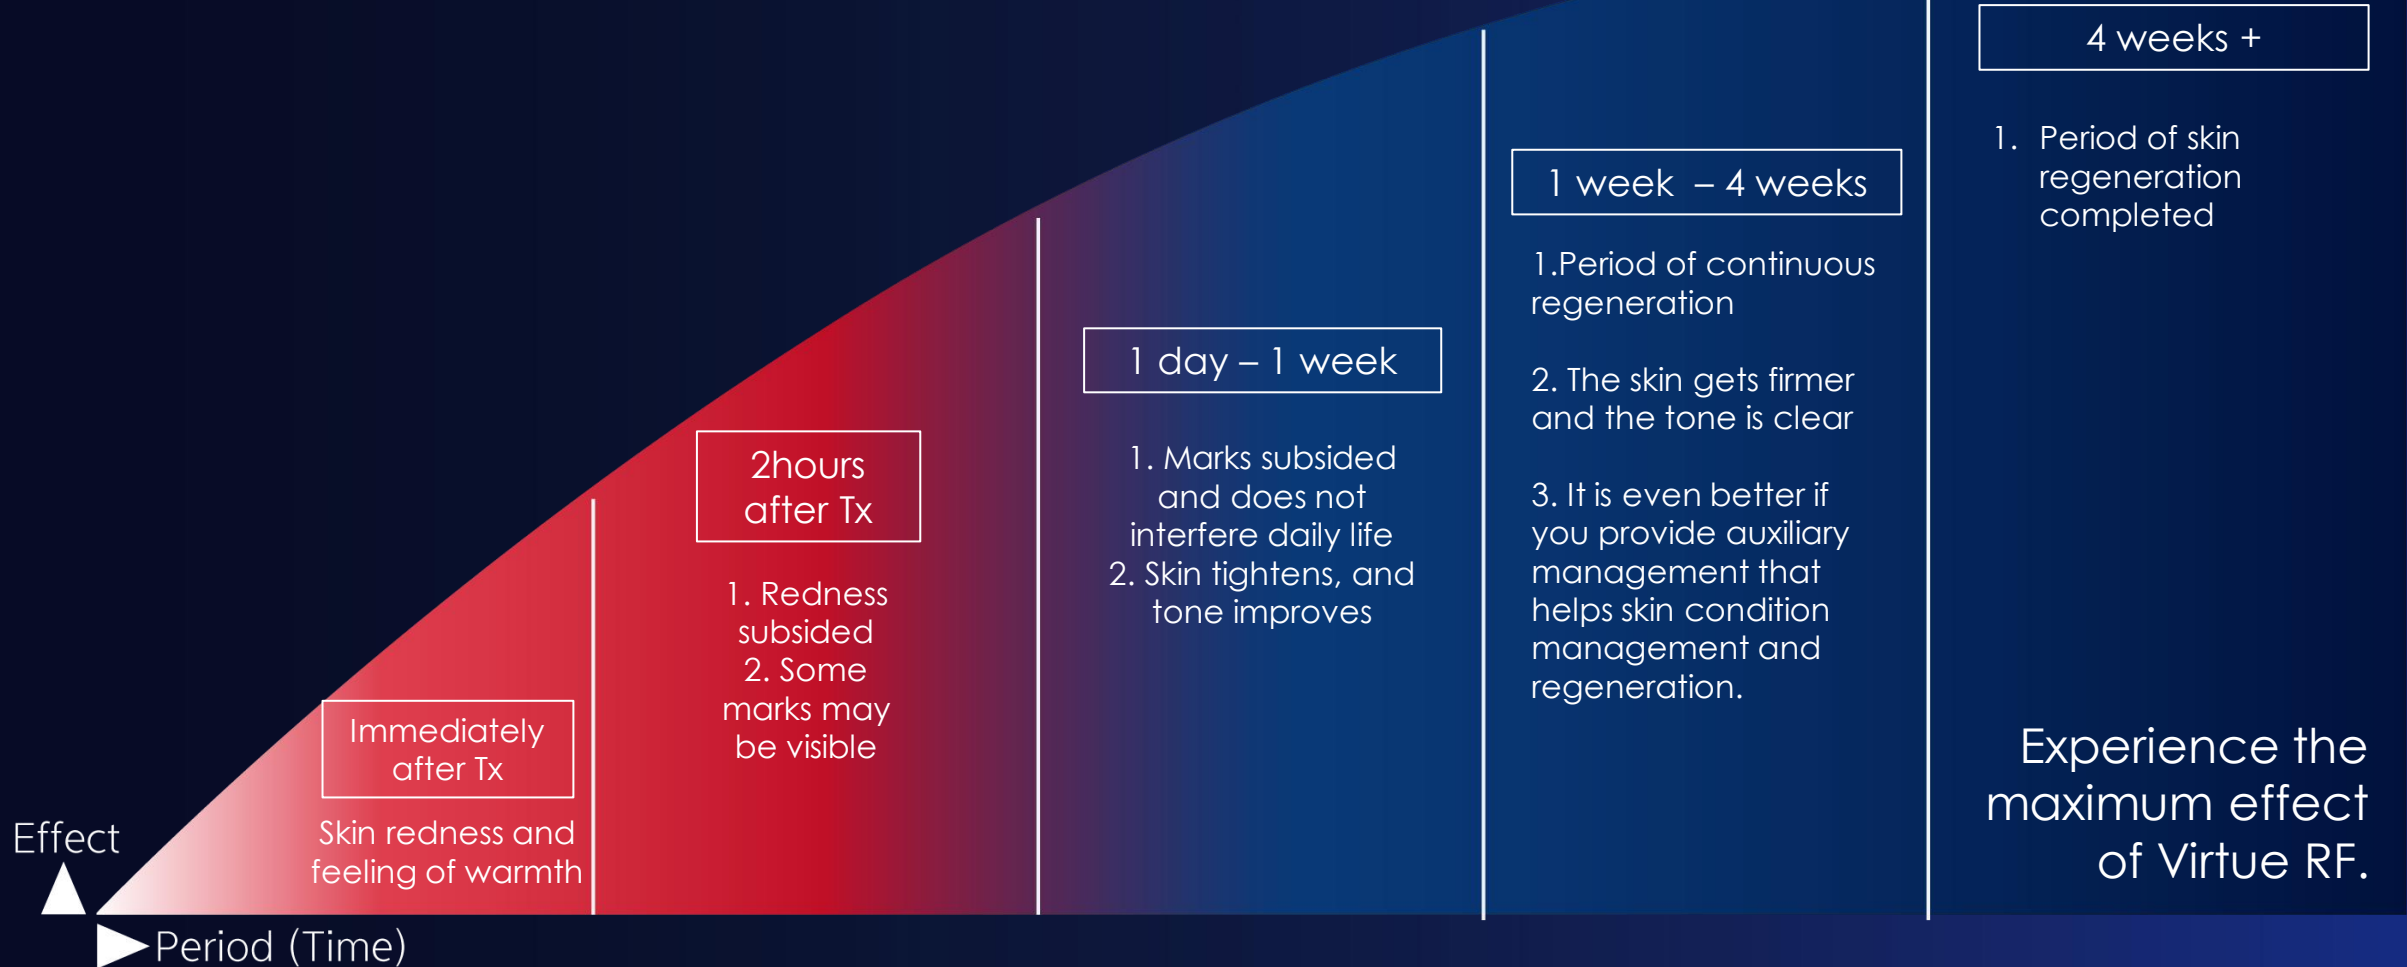 4 weeks +
1. Period of skin
regeneration
completed
1 week – 4 weeks
1.Period of continuous
regeneration
2. The skin gets firmer
and the tone is clear
3. It is even better if
you provide auxiliary
management that
helps skin condition
management and
regeneration.
1 day – 1 week
1. Marks subsided
and does not
interfere daily life
2. Skin tightens, and
tone improves
2hours
after Tx
1. Redness
subsided
2. Some
marks may
be visible
Immediately
after Tx
Skin redness and
feeling of warmth
Experience the
maximum effect
of Virtue RF.
Effect
Period (Time)